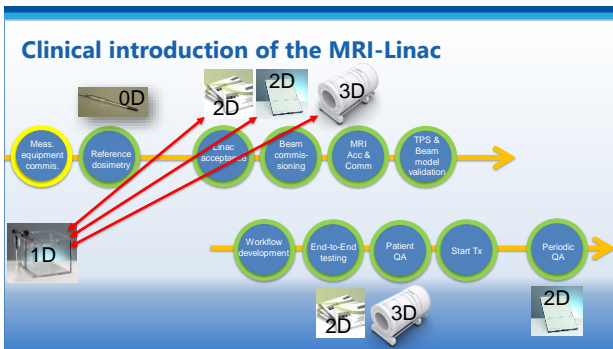 Clinical introduction of the MRI-Linac
0D
2D
2D
3D
Meas.
equipment
commis.
Reference
dosimetry
Linac
acceptance
Beam
commis-
sioning
MRI
Acc &
Comm
TPS &
Beam
model
validation
1D
Workflow
development
End-to-End
testing
Patient
QA
Start Tx
Periodic
QA
2D
3D
2D